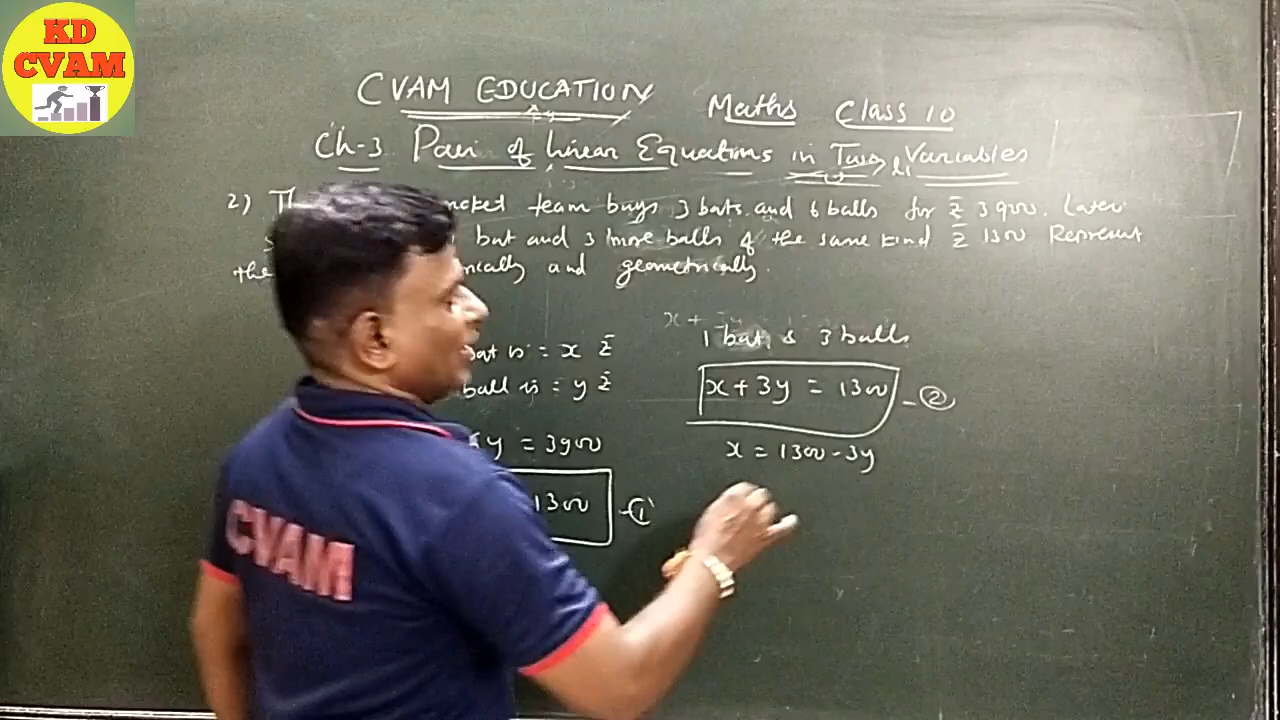 KD
CVAM
CVAM EDUCATION
Maths Class 10
Ch-3 Pair of Linear Equations in Two Variables
2) team buys 3 bats and 6 balls for ₹ 3900. Later
bat and 3 more balls of the same kind ₹ 1300 Represent
the and geometrically.
bat is = x ₹
ball is = y ₹
y = 3900
1300 -①
1 bat & 3 balls
x + 3y = 1300 -②
x = 1300 - 3y
CVAM